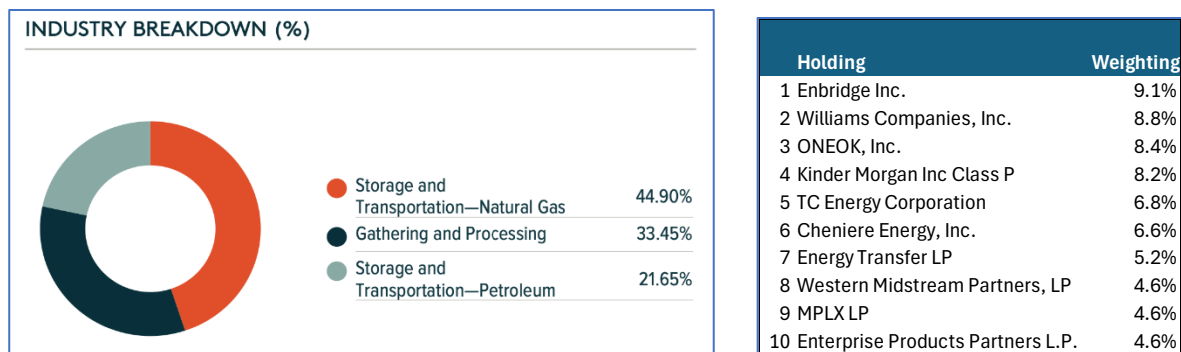 INDUSTRY BREAKDOWN (%)
Storage and
Transportation—Natural Gas 44.90%
Gathering and Processing 33.45%
Storage and
Transportation—Petroleum 21.65%
Holding Weighting
1 Enbridge Inc. 9.1%
2 Williams Companies, Inc. 8.8%
3 ONEOK, Inc. 8.4%
4 Kinder Morgan Inc Class P 8.2%
5 TC Energy Corporation 6.8%
6 Cheniere Energy, Inc. 6.6%
7 Energy Transfer LP 5.2%
8 Western Midstream Partners, LP 4.6%
9 MPLX LP 4.6%
10 Enterprise Products Partners L.P. 4.6%